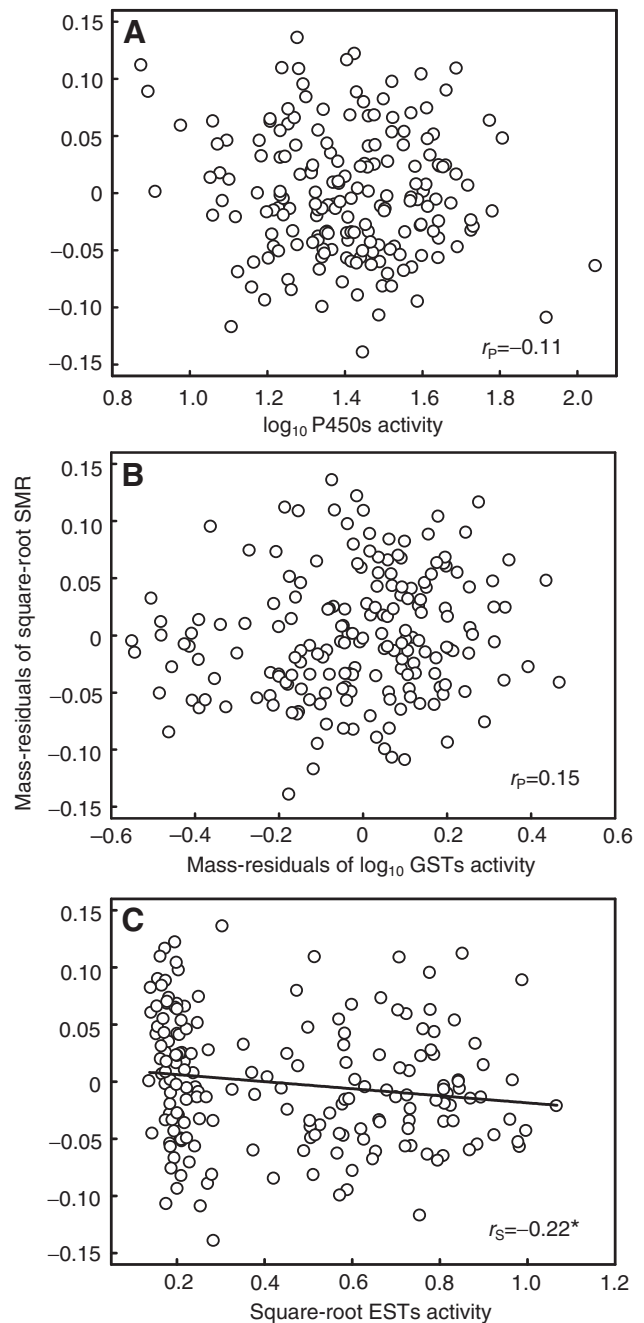 A
0.15
0.10
0.05
0
−0.05
−0.10
−0.15
r_P=−0.11
0.8 1.0 1.2 1.4 1.6 1.8 2.0
log₁₀ P450s activity
Mass-residuals of square-root SMR
B
0.15
0.10
0.05
0
−0.05
−0.10
−0.15
r_P=0.15
−0.6 −0.4 −0.2 0 0.2 0.4 0.6
Mass-residuals of log₁₀ GSTs activity
C
0.15
0.10
0.05
0
−0.05
−0.10
−0.15
r_S=−0.22*
0.2 0.4 0.6 0.8 1.0 1.2
Square-root ESTs activity